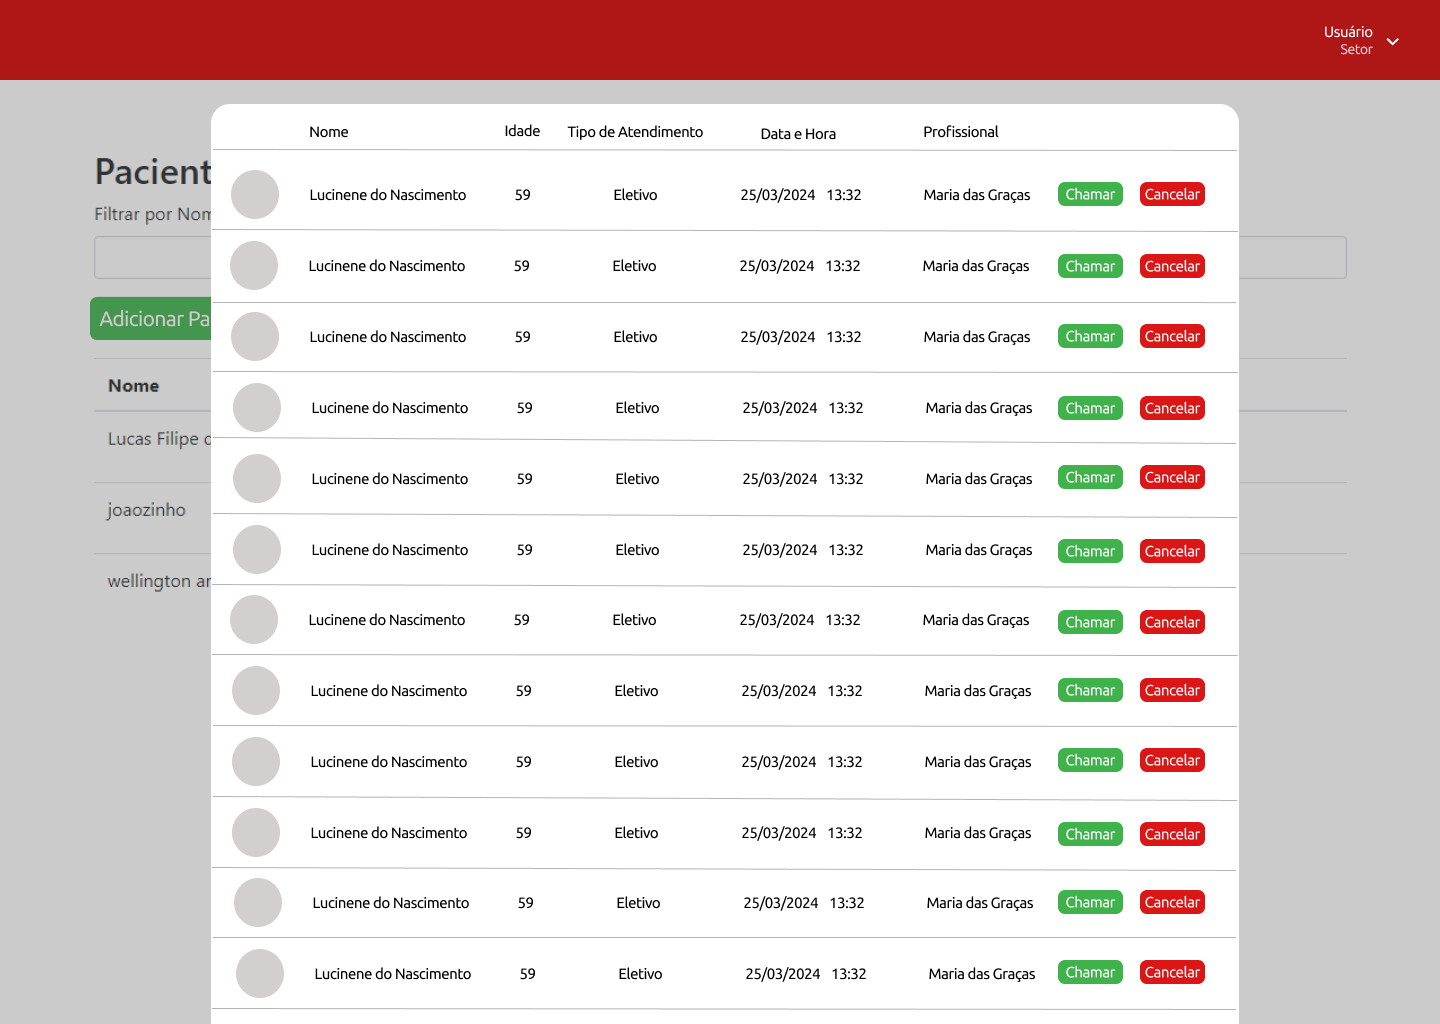 Usuário
Setor
Nome Idade Tipo de Atendimento Data e Hora Profissional
Pacient
Lucinene do Nascimento 59 Eletivo 25/03/2024 13:32 Maria das Graças Chamar Cancelar
Filtrar por Nom
Lucinene do Nascimento 59 Eletivo 25/03/2024 13:32 Maria das Graças Chamar Cancelar
Adicionar Pa
Lucinene do Nascimento 59 Eletivo 25/03/2024 13:32 Maria das Graças Chamar Cancelar
Nome
Lucinene do Nascimento 59 Eletivo 25/03/2024 13:32 Maria das Graças Chamar Cancelar
Lucas Filipe d
Lucinene do Nascimento 59 Eletivo 25/03/2024 13:32 Maria das Graças Chamar Cancelar
joaozinho
Lucinene do Nascimento 59 Eletivo 25/03/2024 13:32 Maria das Graças Chamar Cancelar
wellington ar
Lucinene do Nascimento 59 Eletivo 25/03/2024 13:32 Maria das Graças Chamar Cancelar
Lucinene do Nascimento 59 Eletivo 25/03/2024 13:32 Maria das Graças Chamar Cancelar
Lucinene do Nascimento 59 Eletivo 25/03/2024 13:32 Maria das Graças Chamar Cancelar
Lucinene do Nascimento 59 Eletivo 25/03/2024 13:32 Maria das Graças Chamar Cancelar
Lucinene do Nascimento 59 Eletivo 25/03/2024 13:32 Maria das Graças Chamar Cancelar
Lucinene do Nascimento 59 Eletivo 25/03/2024 13:32 Maria das Graças Chamar Cancelar